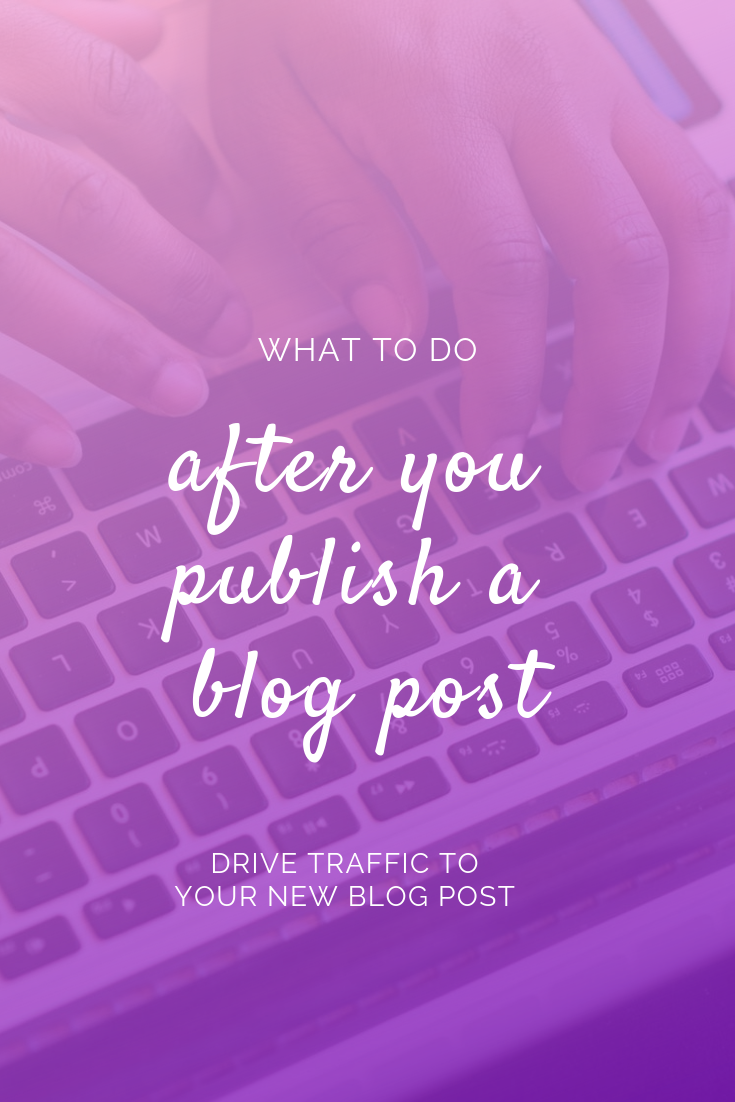 WHAT TO DO
after you
publish a
blog post
DRIVE TRAFFIC TO
YOUR NEW BLOG POST